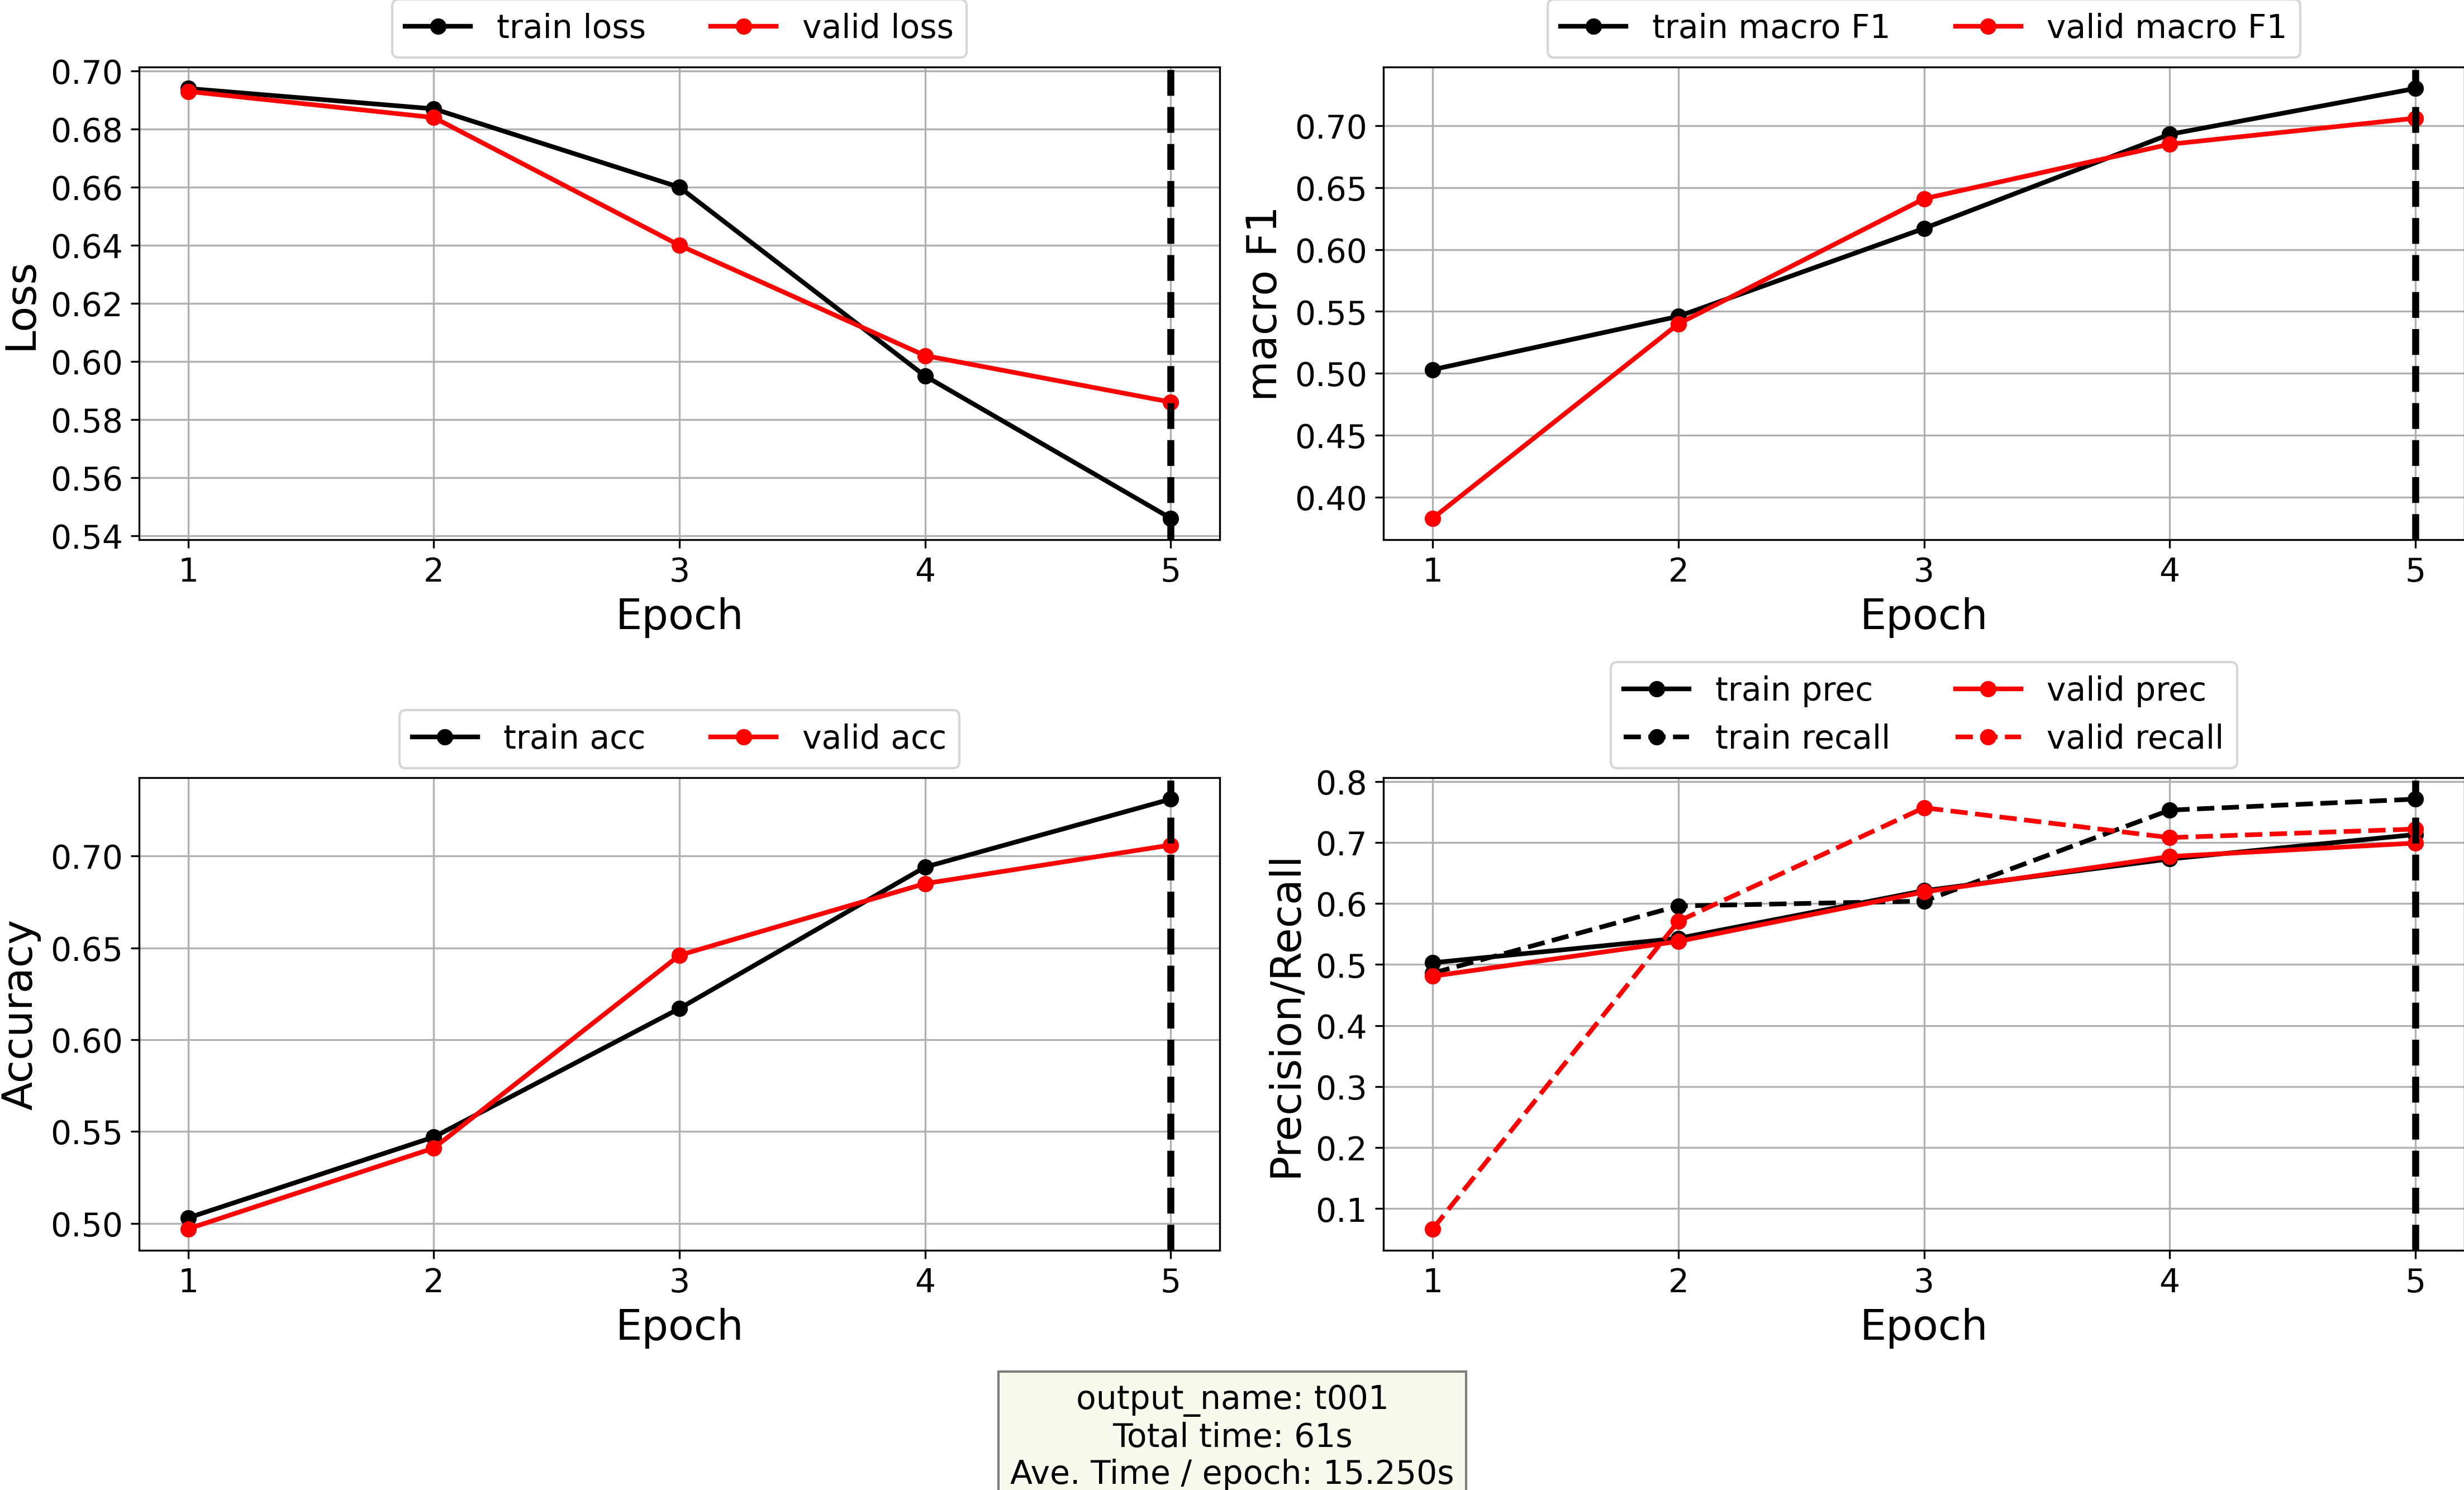 train loss valid loss
0.70
0.68
0.66
0.64
0.62
0.60
0.58
0.56
0.54
Loss
1 2 3 4 5
Epoch
train macro F1 valid macro F1
0.70
0.65
0.60
0.55
0.50
0.45
0.40
macro F1
1 2 3 4 5
Epoch
train acc valid acc
0.70
0.65
0.60
0.55
0.50
Accuracy
1 2 3 4 5
Epoch
train prec valid prec
train recall valid recall
0.8
0.7
0.6
0.5
0.4
0.3
0.2
0.1
Precision/Recall
1 2 3 4 5
Epoch
output_name: t001
Total time: 61s
Ave. Time / epoch: 15.250s